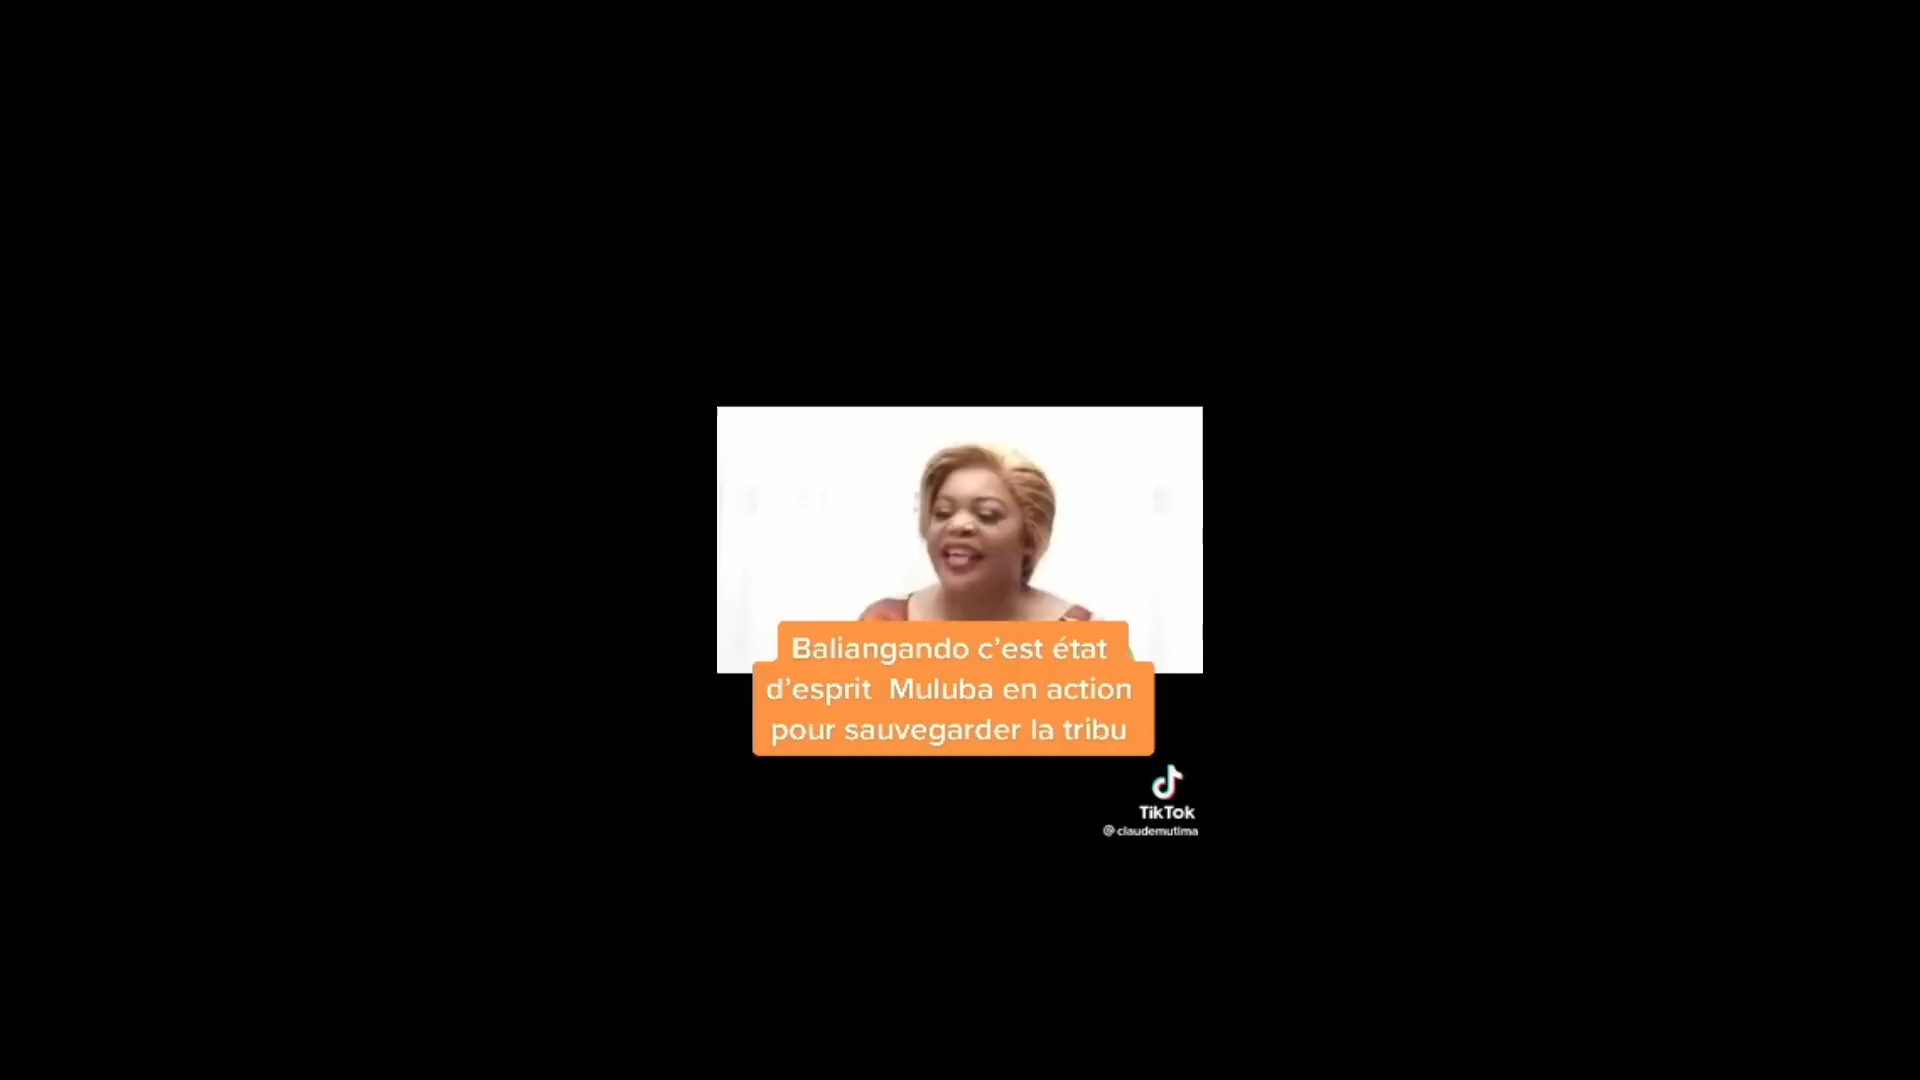 Baliangando c’est état
d’esprit Muluba en action
pour sauvegarder la tribu
TikTok
@claudemutima